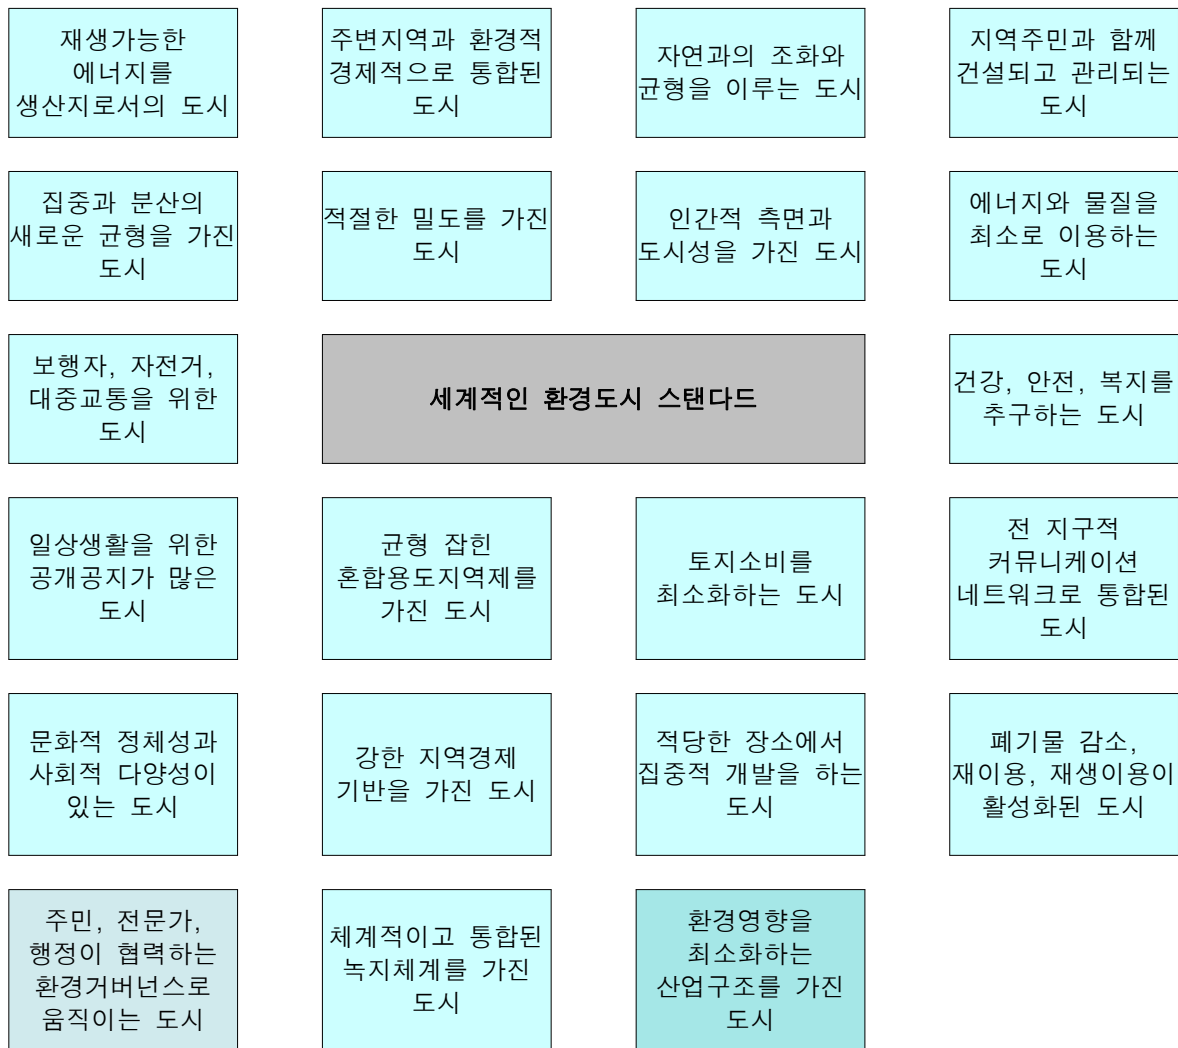 재생가능한
에너지를
생산지로서의 도시
주변지역과 환경적
경제적으로 통합된
도시
자연과의 조화와
균형을 이루는 도시
지역주민과 함께
건설되고 관리되는
도시
집중과 분산의
새로운 균형을 가진
도시
적절한 밀도를 가진
도시
인간적 측면과
도시성을 가진 도시
에너지와 물질을
최소로 이용하는
도시
보행자, 자전거,
대중교통을 위한
도시
세계적인 환경도시 스탠다드
건강, 안전, 복지를
추구하는 도시
일상생활을 위한
공개공지가 많은
도시
균형 잡힌
혼합용도지역제를
가진 도시
토지소비를
최소화하는 도시
전 지구적
커뮤니케이션
네트워크로 통합된
도시
문화적 정체성과
사회적 다양성이
있는 도시
강한 지역경제
기반을 가진 도시
적당한 장소에서
집중적 개발을 하는
도시
폐기물 감소,
재이용, 재생이용이
활성화된 도시
주민, 전문가,
행정이 협력하는
환경거버넌스로
움직이는 도시
체계적이고 통합된
녹지체계를 가진
도시
환경영향을
최소화하는
산업구조를 가진
도시